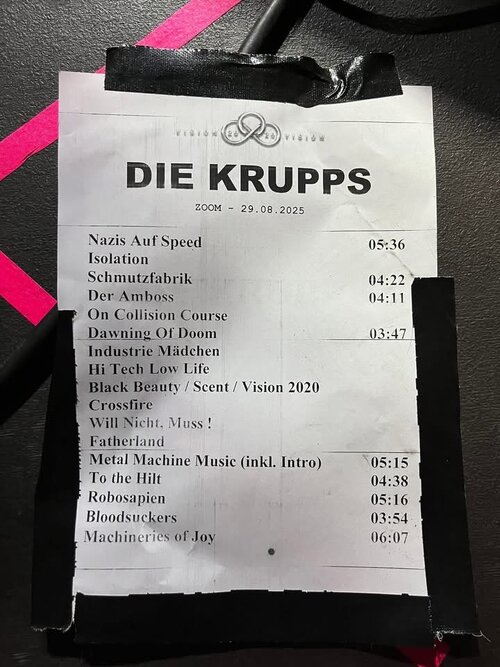 VISION 2020 VISION
DIE KRUPPS
ZOOM - 29.08.2025
Nazis Auf Speed 05:36
Isolation
Schmutzfabrik 04:22
Der Amboss 04:11
On Collision Course
Dawning Of Doom 03:47
Industrie Mädchen
Hi Tech Low Life
Black Beauty / Scent / Vision 2020
Crossfire
Will Nicht, Muss !
Fatherland
Metal Machine Music (inkl. Intro) 05:15
To the Hilt 04:38
Robosapien 05:16
Bloodsuckers 03:54
Machineries of Joy 06:07